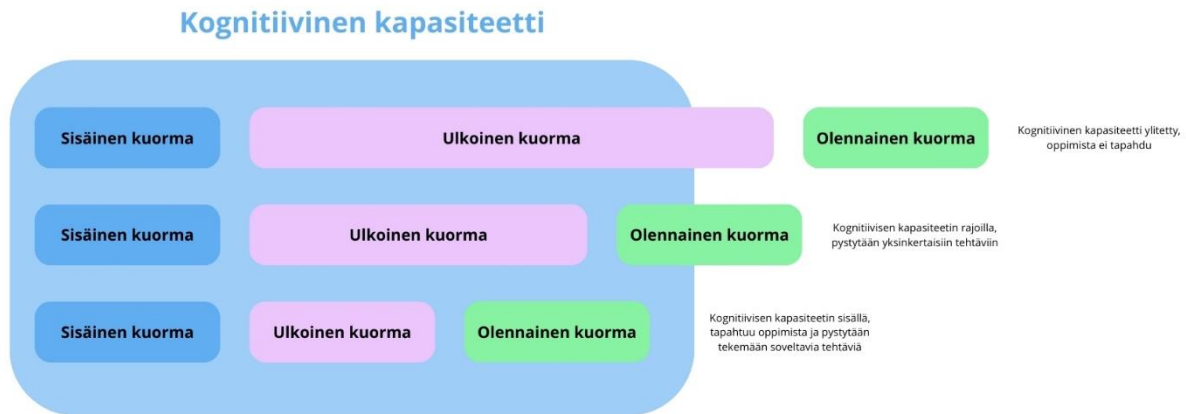 Kognitiivinen kapasiteetti
Sisäinen kuorma
Ulkoinen kuorma
Olennainen kuorma
Kognitiivinen kapasiteetti ylitetty,
oppimista ei tapahdu
Sisäinen kuorma
Ulkoinen kuorma
Olennainen kuorma
Kognitiivisen kapasiteetin rajoilla,
pystytään yksinkertaisiin tehtäviin
Sisäinen kuorma
Ulkoinen kuorma
Olennainen kuorma
Kognitiivisen kapasiteetin sisällä,
tapahtuu oppimista ja pystytään
tekemään soveltavia tehtäviä